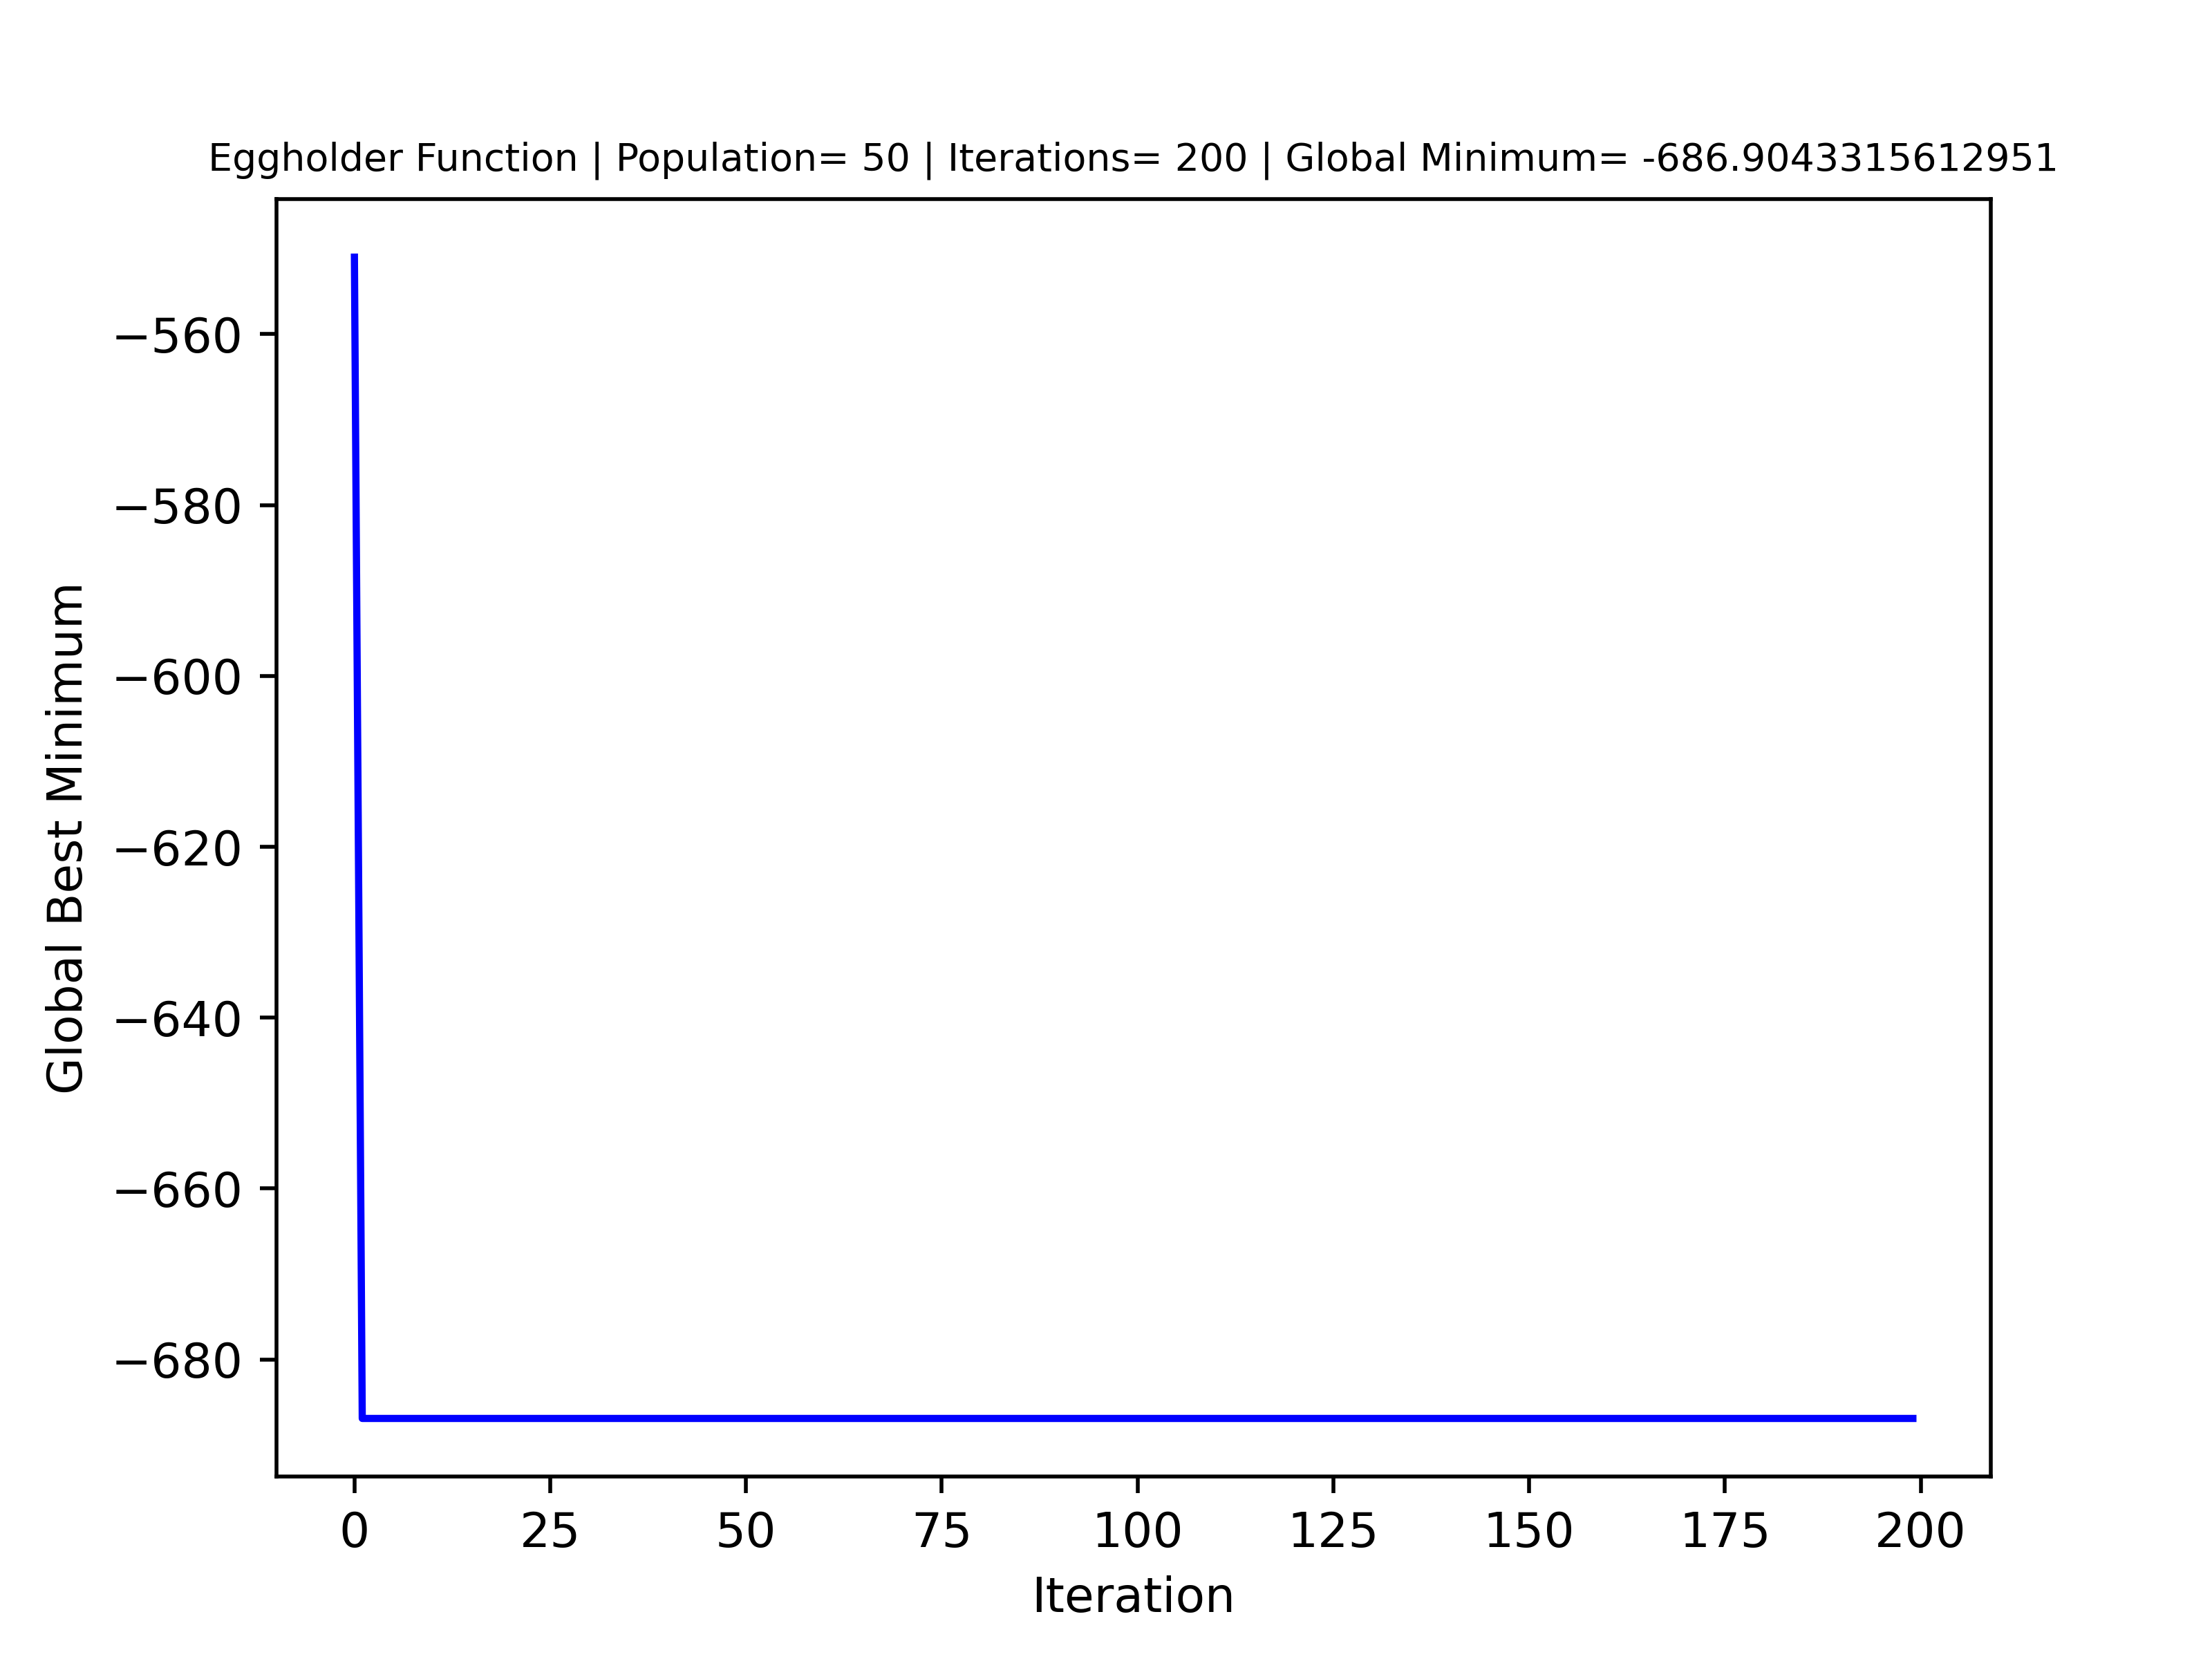 Eggholder Function | Population= 50 | Iterations= 200 | Global Minimum= -686.9043315612951
−560
−580
−600
−620
−640
−660
−680
Global Best Minimum
0 25 50 75 100 125 150 175 200
Iteration